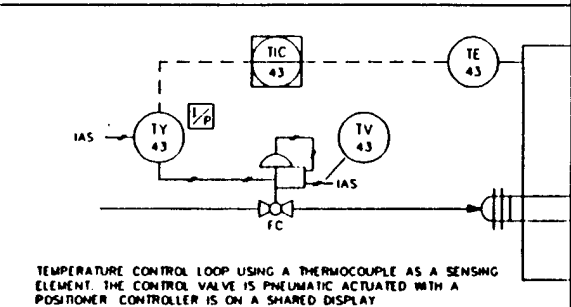 TIC
43
TE
43
I/P
TY
43
IAS
TV
43
IAS
FC
TEMPERATURE CONTROL LOOP USING A THERMOCOUPLE AS A SENSING
ELEMENT. THE CONTROL VALVE IS PNEUMATIC ACTUATED WITH A
POSITIONER CONTROLLER IS ON A SHARED DISPLAY